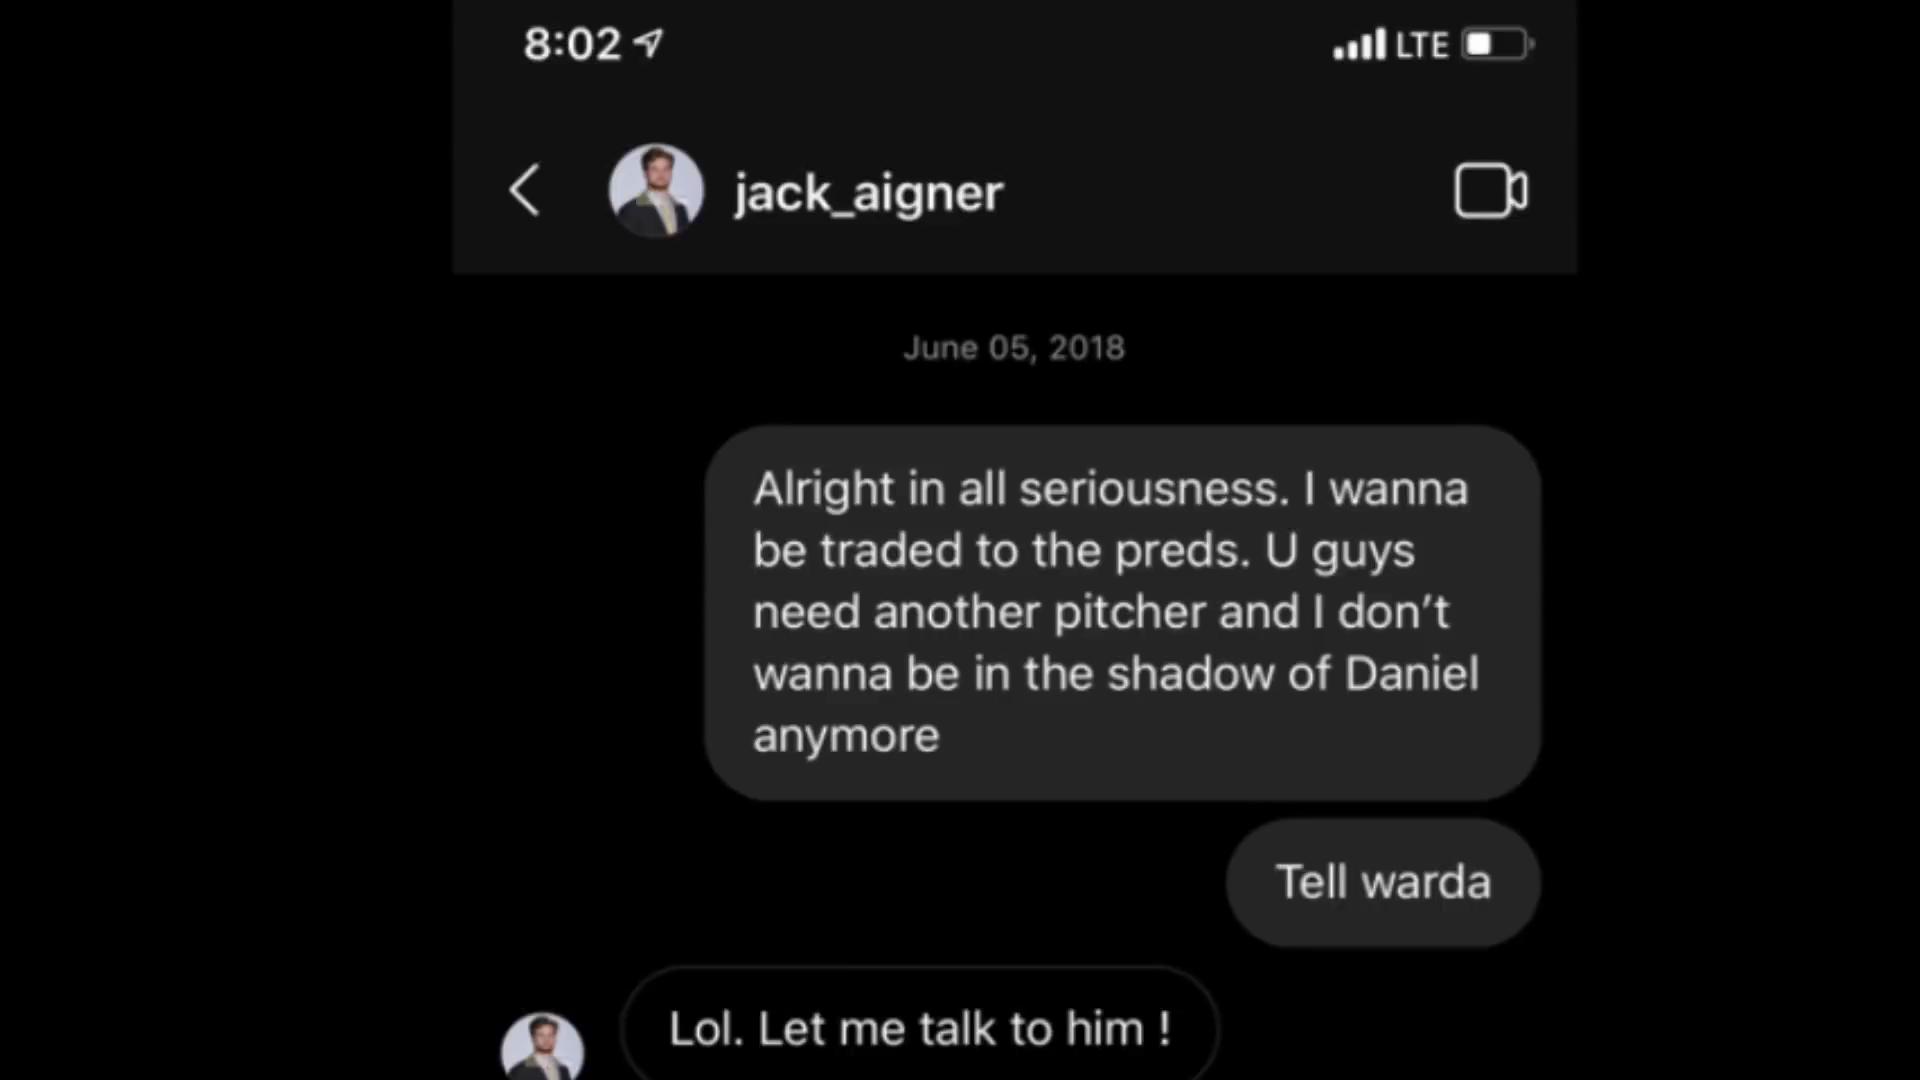 8:02
LTE
jack_aigner
June 05, 2018
Alright in all seriousness. I wanna
be traded to the preds. U guys
need another pitcher and I don’t
wanna be in the shadow of Daniel
anymore
Tell warda
Lol. Let me talk to him !